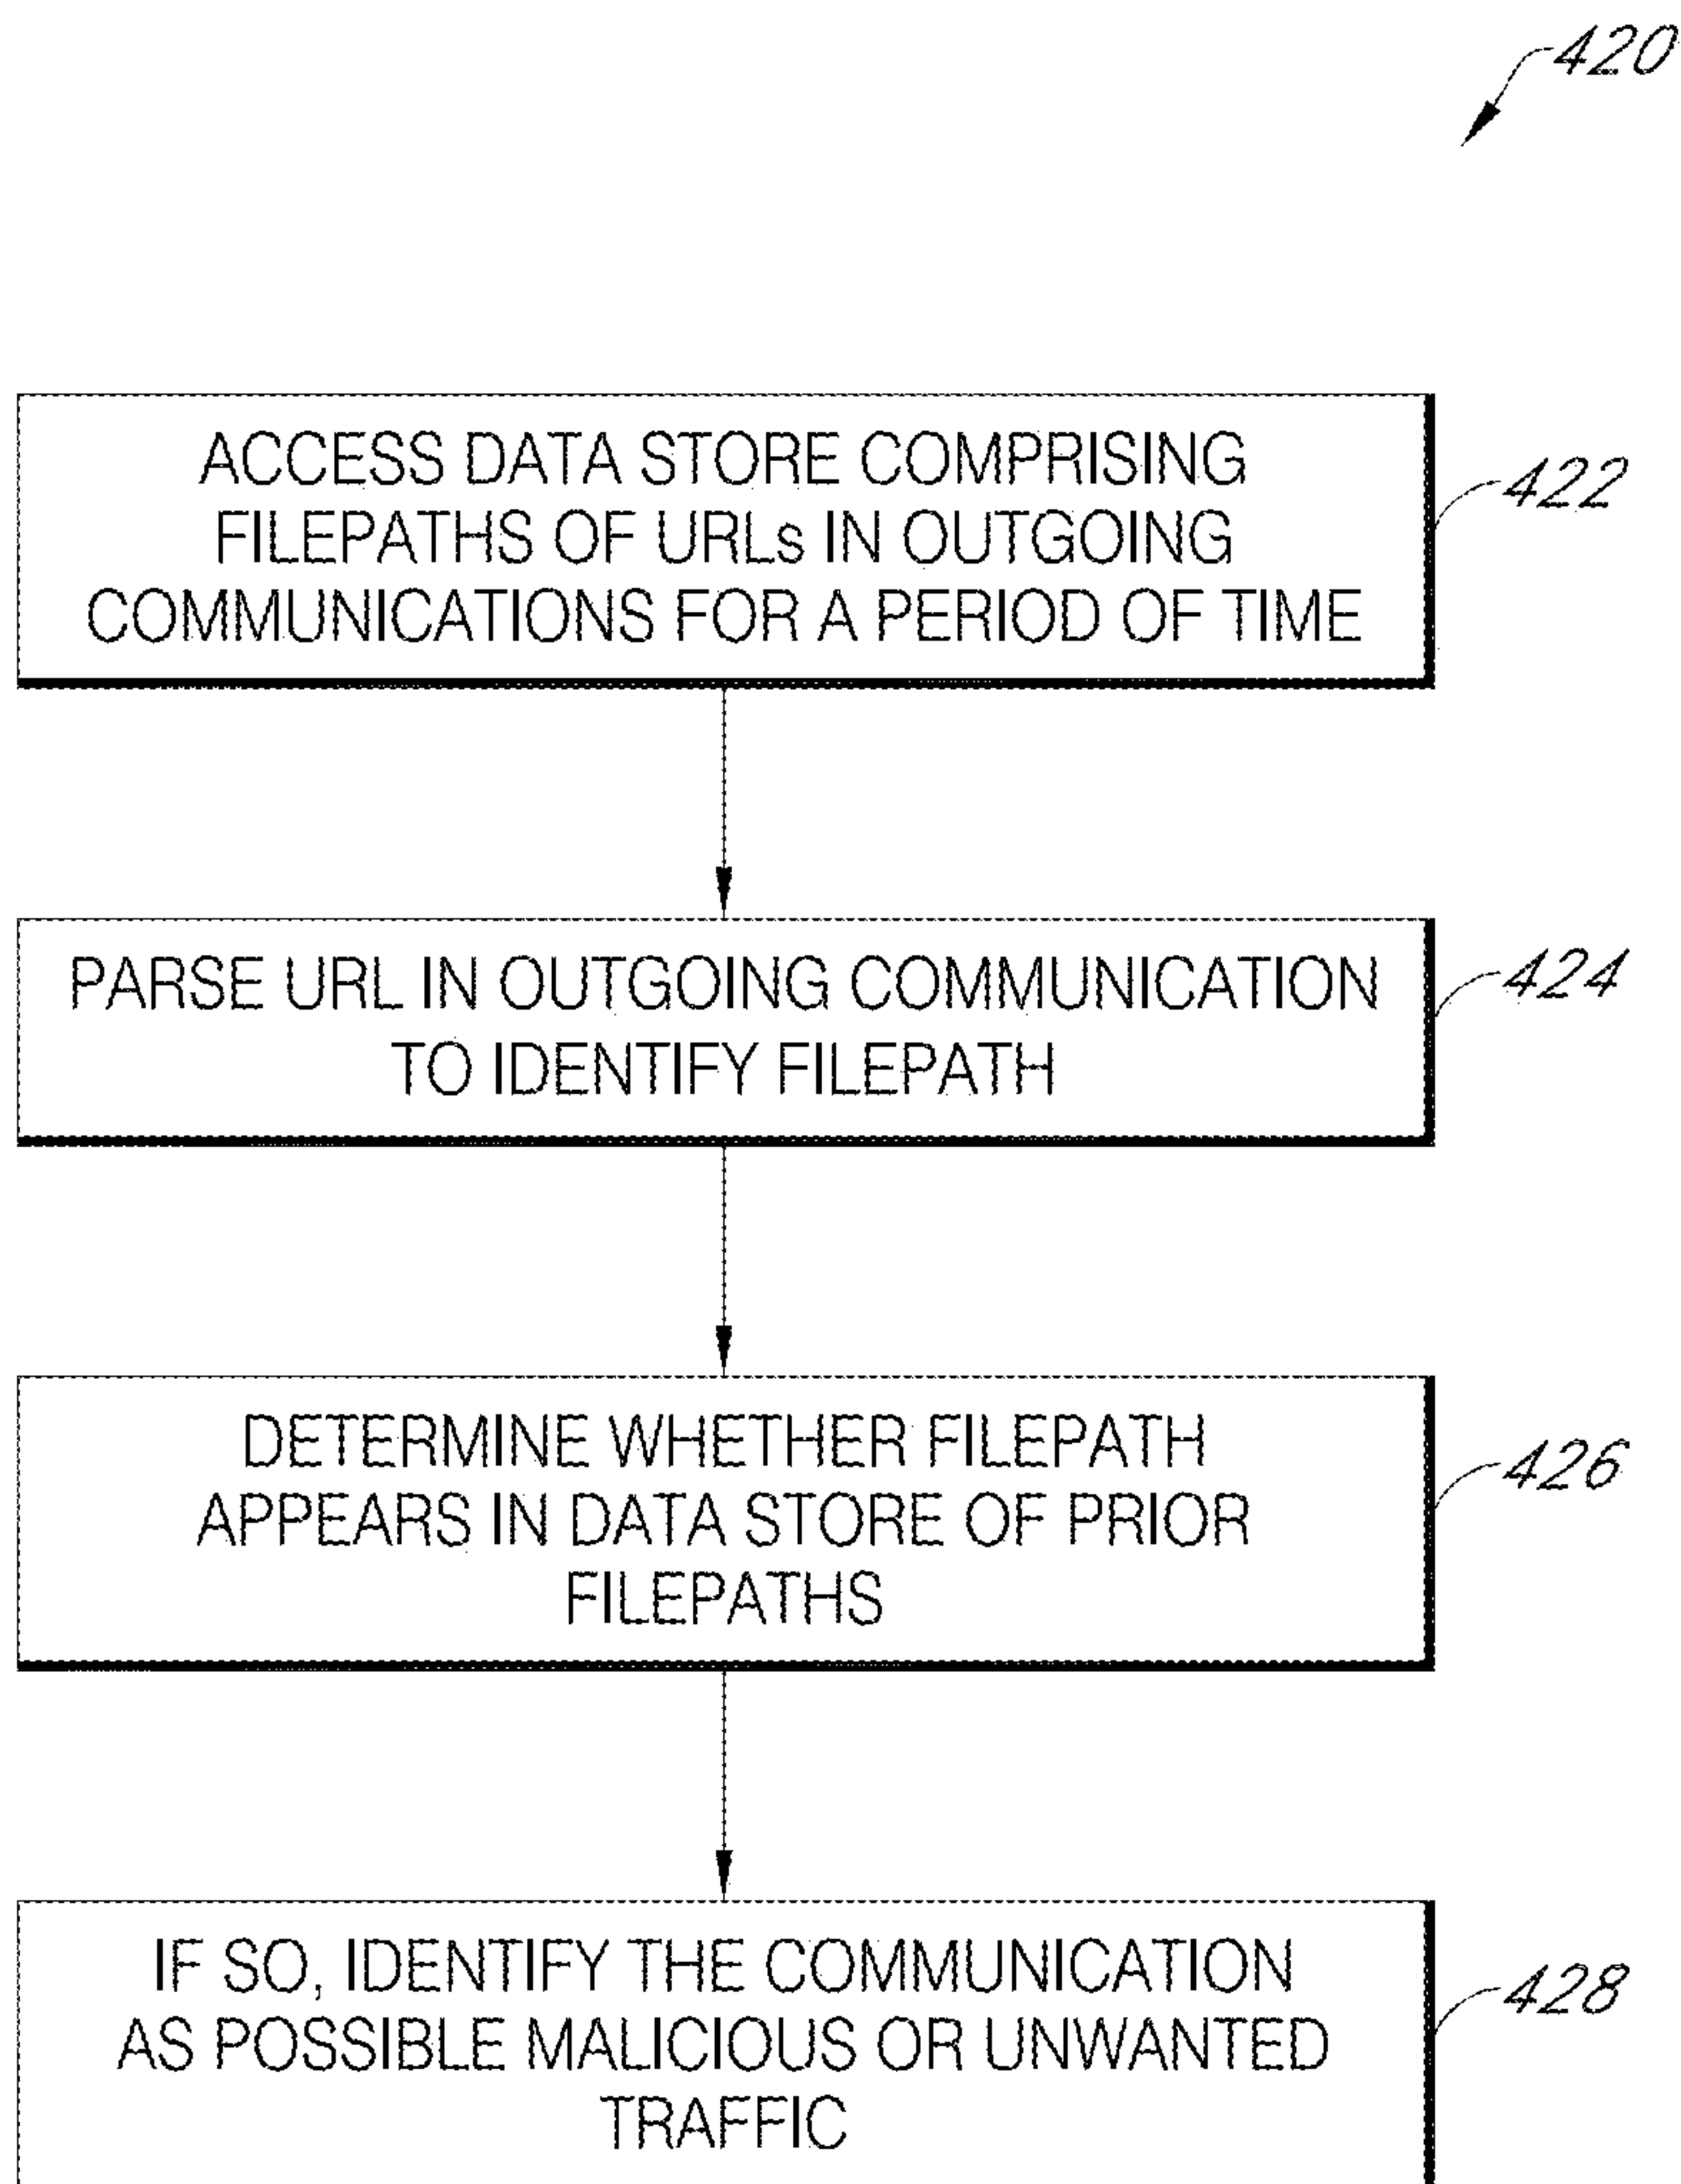 420
ACCESS DATA STORE COMPRISING
FILEPATHS OF URLs IN OUTGOING
COMMUNICATIONS FOR A PERIOD OF TIME
422
PARSE URL IN OUTGOING COMMUNICATION
TO IDENTIFY FILEPATH
424
DETERMINE WHETHER FILEPATH
APPEARS IN DATA STORE OF PRIOR
FILEPATHS
426
IF SO, IDENTIFY THE COMMUNICATION
AS POSSIBLE MALICIOUS OR UNWANTED
TRAFFIC
428